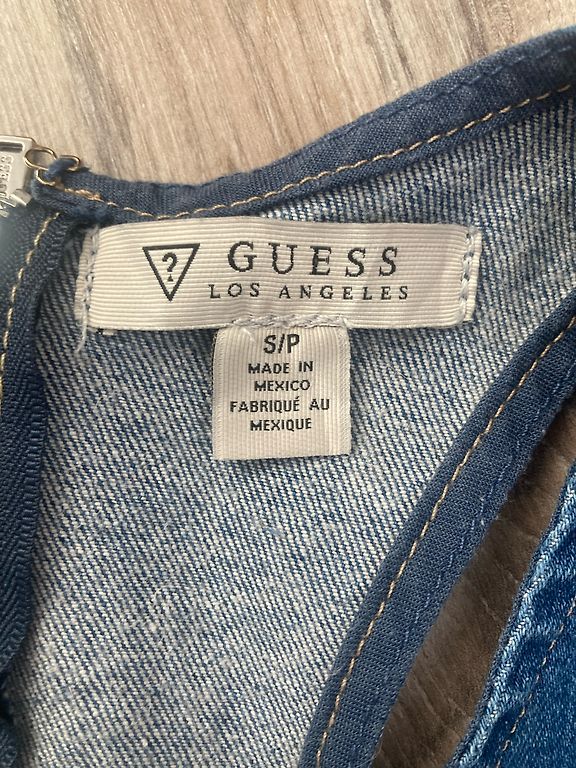 ?
GUESS
LOS ANGELES
S/P
MADE IN
MEXICO
FABRIQUÉ AU
MEXIQUE